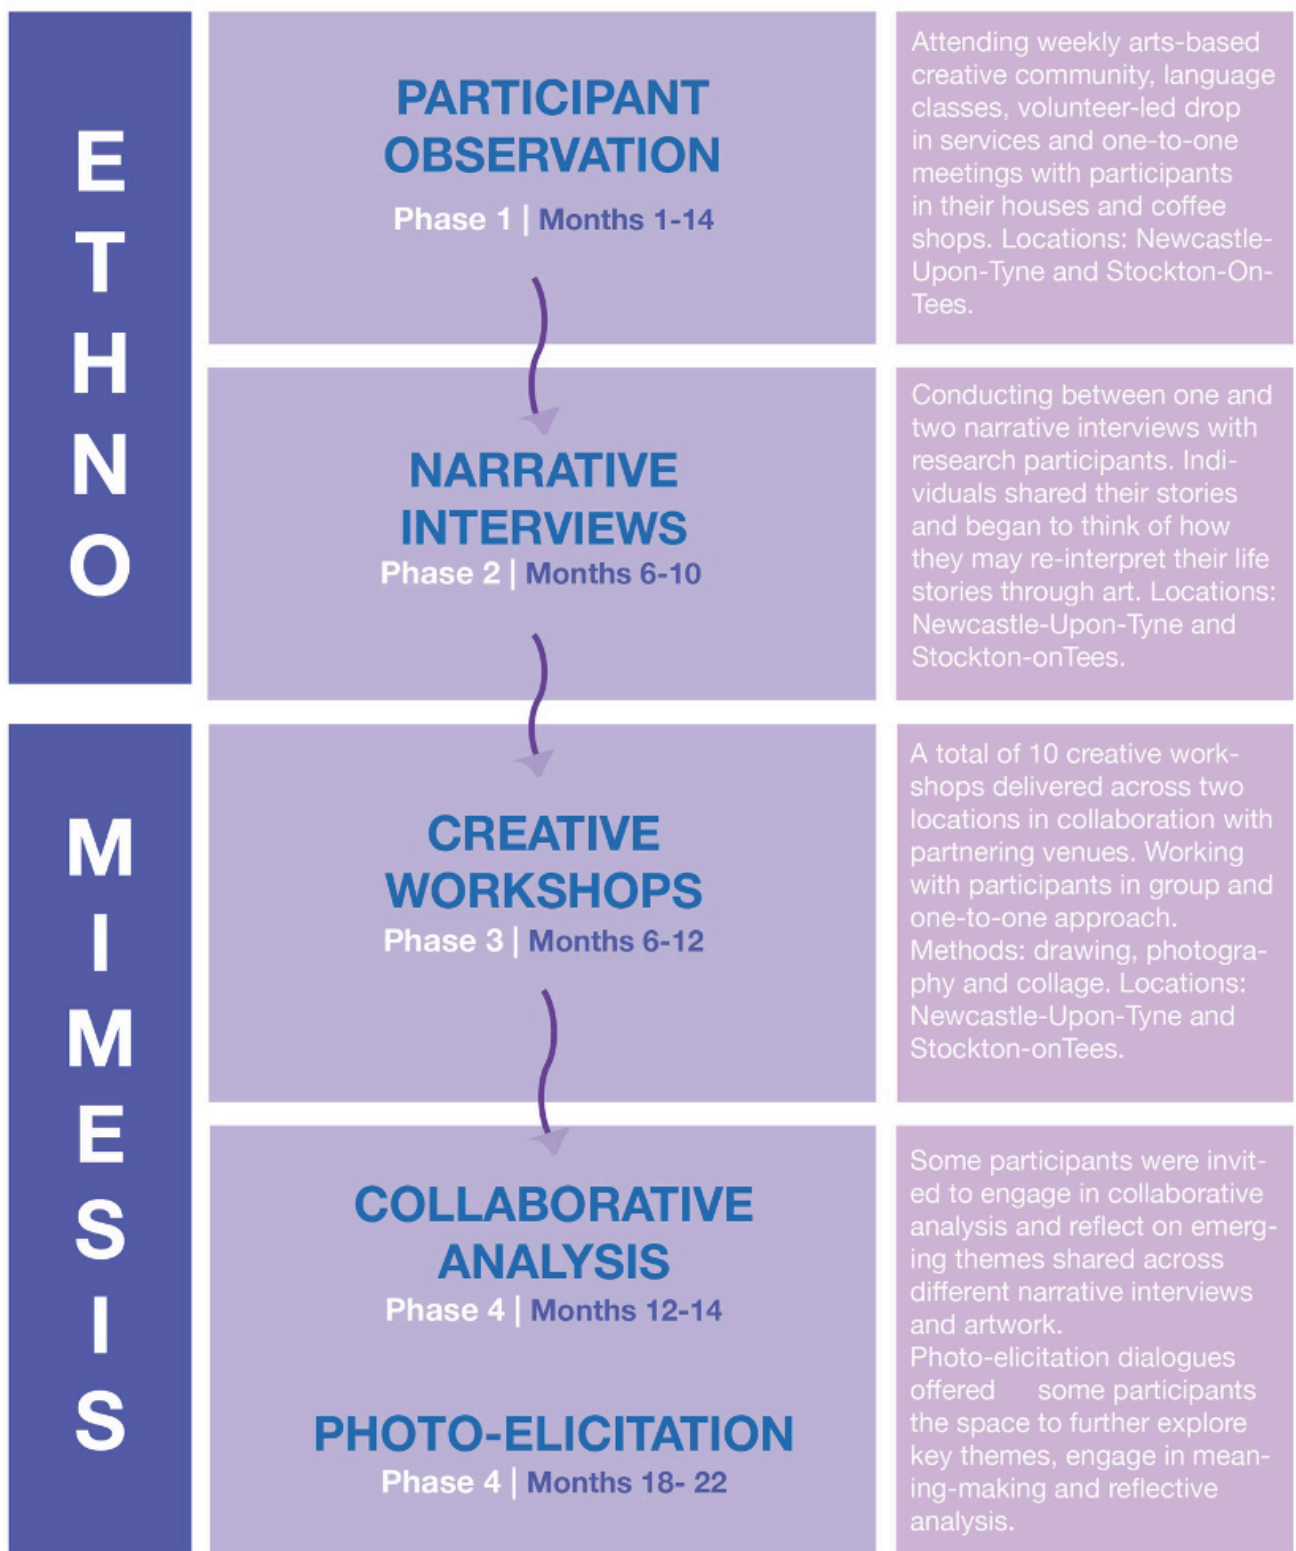 ETHNO
PARTICIPANT
OBSERVATION
Phase 1 | Months 1-14
Attending weekly arts-based
creative community, language
classes, volunteer-led drop
in services and one-to-one
meetings with participants
in their houses and coffee
shops. Locations: Newcastle-
Upon-Tyne and Stockton-On-
Tees.
NARRATIVE
INTERVIEWS
Phase 2 | Months 6-10
Conducting between one and
two narrative interviews with
research participants. Indi-
viduals shared their stories
and began to think of how
they may re-interpret their life
stories through art. Locations:
Newcastle-Upon-Tyne and
Stockton-onTees.
MIMESIS
CREATIVE
WORKSHOPS
Phase 3 | Months 6-12
A total of 10 creative work-
shops delivered across two
locations in collaboration with
partnering venues. Working
with participants in group and
one-to-one approach.
Methods: drawing, photogra-
phy and collage. Locations:
Newcastle-Upon-Tyne and
Stockton-onTees.
COLLABORATIVE
ANALYSIS
Phase 4 | Months 12-14
PHOTO-ELICITATION
Phase 4 | Months 18- 22
Some participants were invit-
ed to engage in collaborative
analysis and reflect on emerg-
ing themes shared across
different narrative interviews
and artwork.
Photo-elicitation dialogues
offered some participants
the space to further explore
key themes, engage in mean-
ing-making and reflective
analysis.